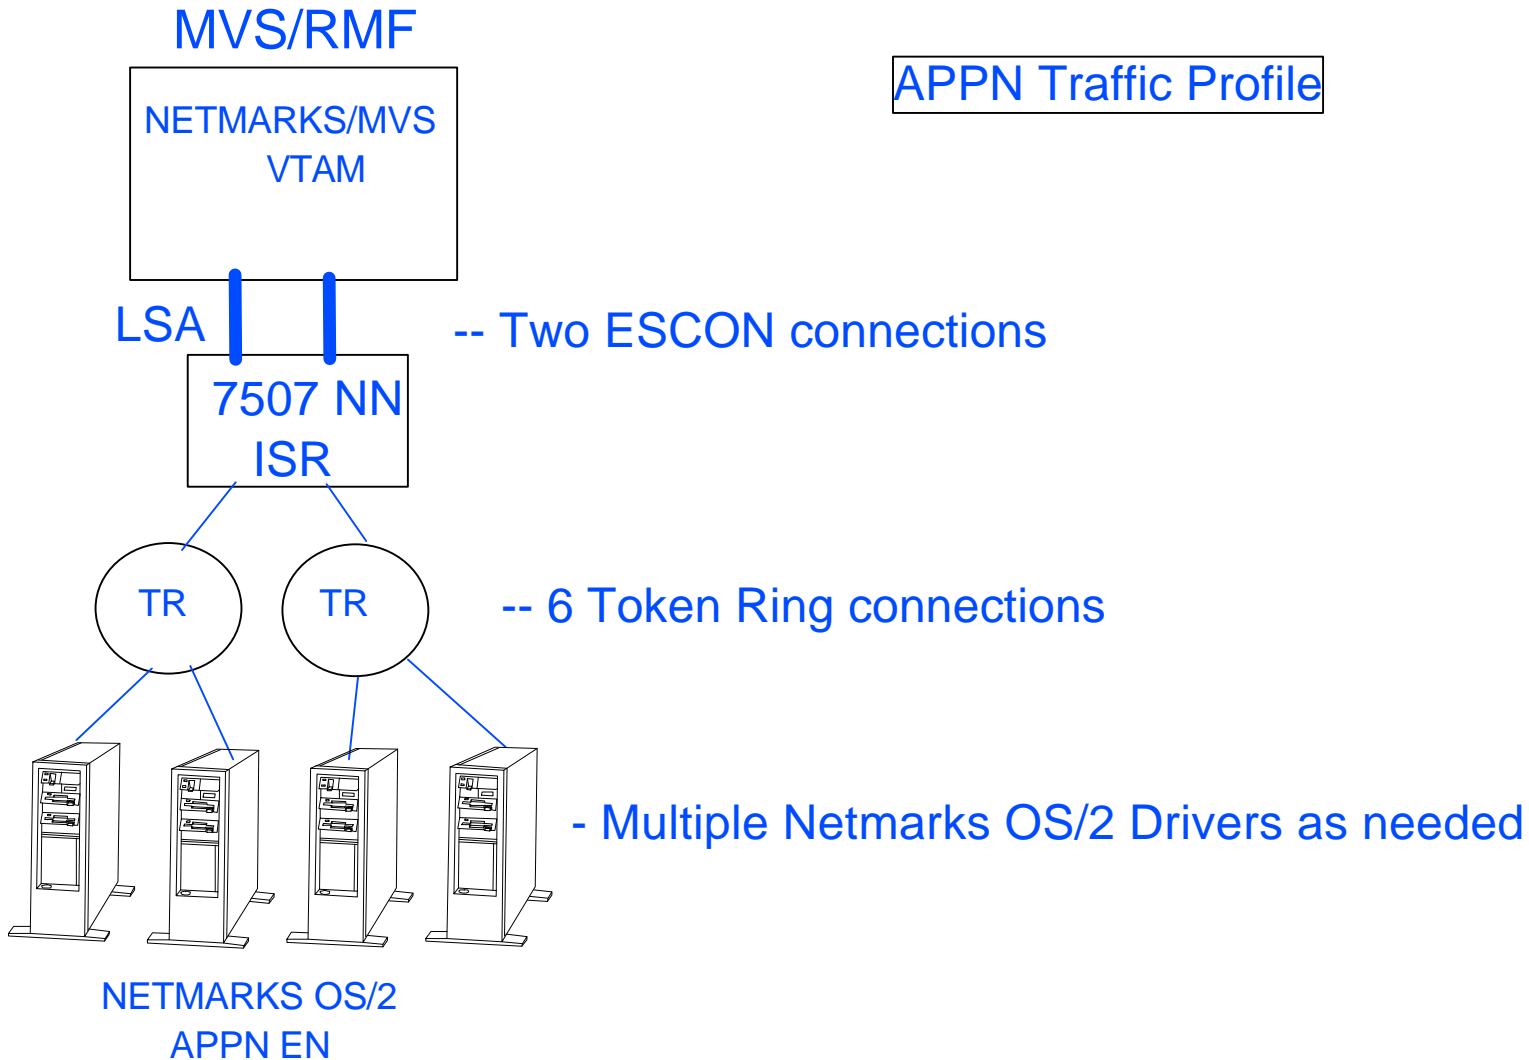 MVS/RMF
APPN Traffic Profile
NETMARKS/MVS
VTAM
LSA
-- Two ESCON connections
7507 NN
ISR
TR
TR
-- 6 Token Ring connections
- Multiple Netmarks OS/2 Drivers as needed
NETMARKS OS/2
APPN EN